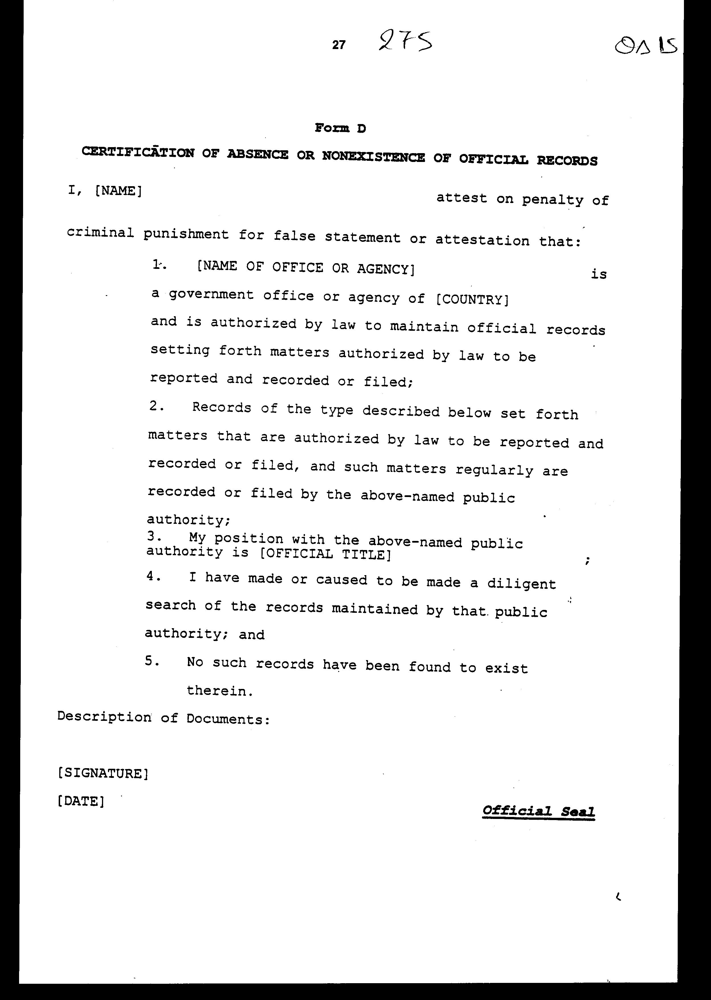 27 275
Form D
CERTIFICATION OF ABSENCE OR NONEXISTENCE OF OFFICIAL RECORDS
I, [NAME] attest on penalty of
criminal punishment for false statement or attestation that:
1. [NAME OF OFFICE OR AGENCY] is
a government office or agency of [COUNTRY]
and is authorized by law to maintain official records
setting forth matters authorized by law to be
reported and recorded or filed;
2. Records of the type described below set forth
matters that are authorized by law to be reported and
recorded or filed, and such matters regularly are
recorded or filed by the above-named public
authority;
3. My position with the above-named public
authority is [OFFICIAL TITLE] ;
4. I have made or caused to be made a diligent
search of the records maintained by that public
authority; and
5. No such records have been found to exist
therein.
Description of Documents:
[SIGNATURE]
[DATE]
Official Seal